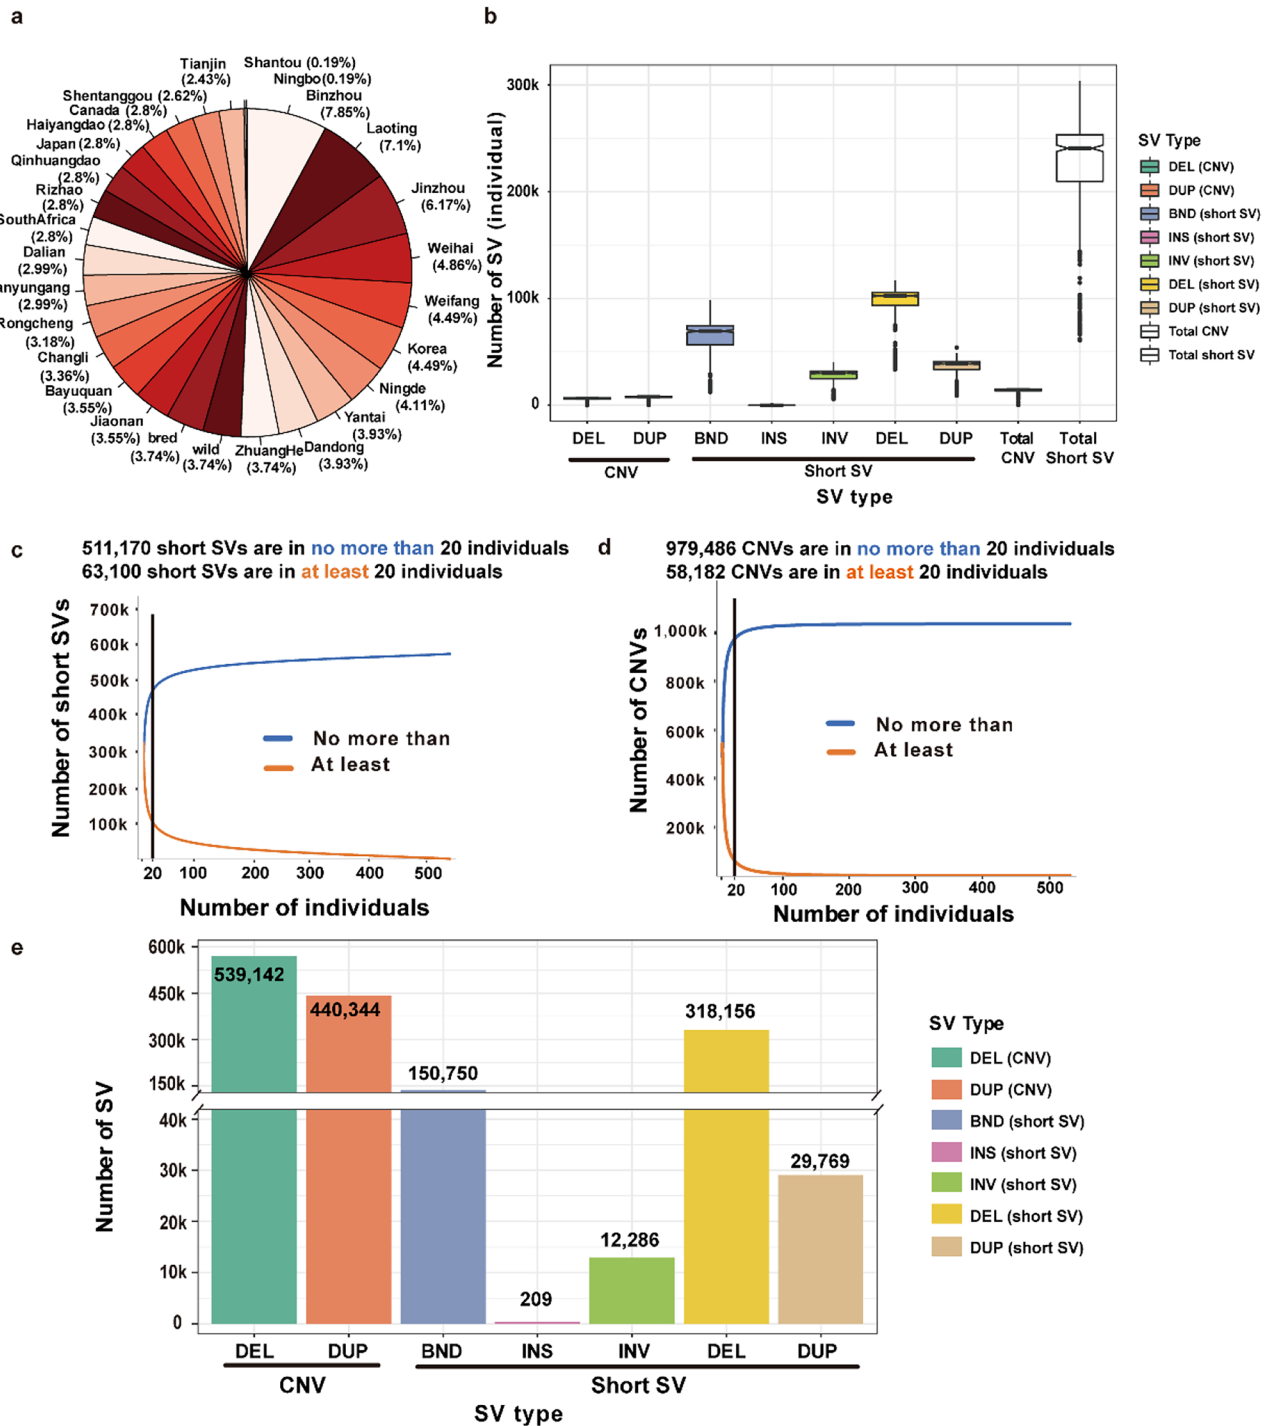 a
Tianjin
(2.43%)
Shantou (0.19%)
Ningbo(0.19%)
Binzhou
(7.85%)
Laoting
(7.1%)
Jinzhou
(6.17%)
Weihai
(4.86%)
Weifang
(4.49%)
Korea
(4.49%)
Ningde
(4.11%)
Yantai
(3.93%)
Dandong
(3.93%)
ZhuangHe
(3.74%)
wild
(3.74%)
bred
(3.74%)
Jiaonan
(3.55%)
Bayuquan
(3.55%)
Changli
(3.36%)
Rongcheng
(3.18%)
anyungang
(2.99%)
Dalian
(2.99%)
SouthAfrica
(2.8%)
Rizhao
(2.8%)
Qinhuangdao
(2.8%)
Japan (2.8%)
Haiyangdao (2.8%)
Canada (2.8%)
Shentanggou (2.62%)
b
Number of SV (individual)
300k
200k
100k
0
DEL DUP BND INS INV DEL DUP Total Total
CNV Short SV
CNV Short SV
SV type
SV Type
DEL (CNV)
DUP (CNV)
BND (short SV)
INS (short SV)
INV (short SV)
DEL (short SV)
DUP (short SV)
Total CNV
Total short SV
c
511,170 short SVs are in no more than 20 individuals
63,100 short SVs are in at least 20 individuals
Number of short SVs
700k
600k
500k
400k
300k
200k
100k
No more than
At least
20 100 200 300 400 500
Number of individuals
d
979,486 CNVs are in no more than 20 individuals
58,182 CNVs are in at least 20 individuals
Number of CNVs
1,000k
800k
600k
400k
200k
No more than
At least
20 100 200 300 400 500
Number of individuals
e
Number of SV
600k
450k
300k
150k
40k
30k
20k
10k
0
539,142
440,344
150,750
209
12,286
318,156
29,769
DEL DUP BND INS INV DEL DUP
CNV Short SV
SV type
SV Type
DEL (CNV)
DUP (CNV)
BND (short SV)
INS (short SV)
INV (short SV)
DEL (short SV)
DUP (short SV)